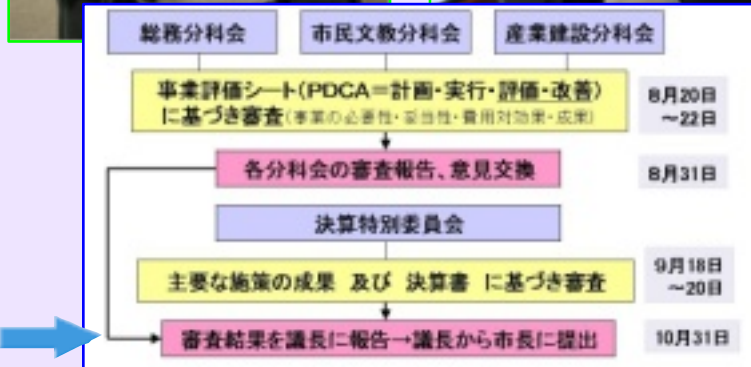 総務分科会 市民文教分科会 産業建設分科会
事業評価シート(PDCA=計画・実行・評価・改善)
に基づき審査(事業の必要性・妥当性・費用対効果・成果)
8月20日
~22日
各分科会の審査報告、意見交換
8月31日
決算特別委員会
主要な施策の成果 及び 決算書 に基づき審査
9月18日
~20日
審査結果を議長に報告→議長から市長に提出
10月31日